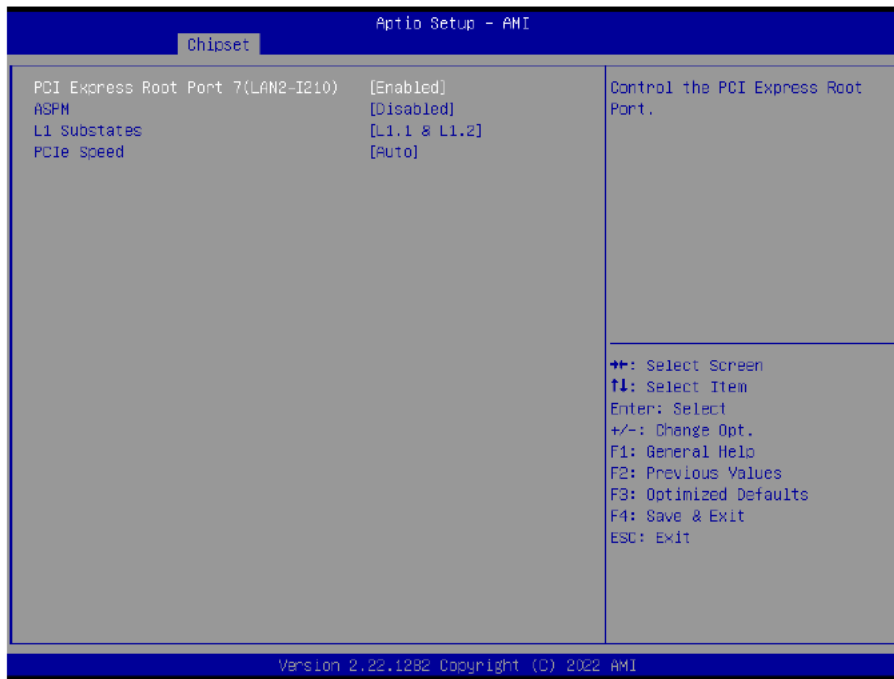 Aptio Setup - AMI
Chipset
PCI Express Root Port 7(LAN2-I210) [Enabled]
ASPM [Disabled]
L1 Substates [L1.1 & L1.2]
PCIe Speed [Auto]
Control the PCI Express Root
Port.
→←: Select Screen
↑↓: Select Item
Enter: Select
+/-: Change Opt.
F1: General Help
F2: Previous Values
F3: Optimized Defaults
F4: Save & Exit
ESC: Exit
Version 2.22.1282 Copyright (C) 2022 AMI